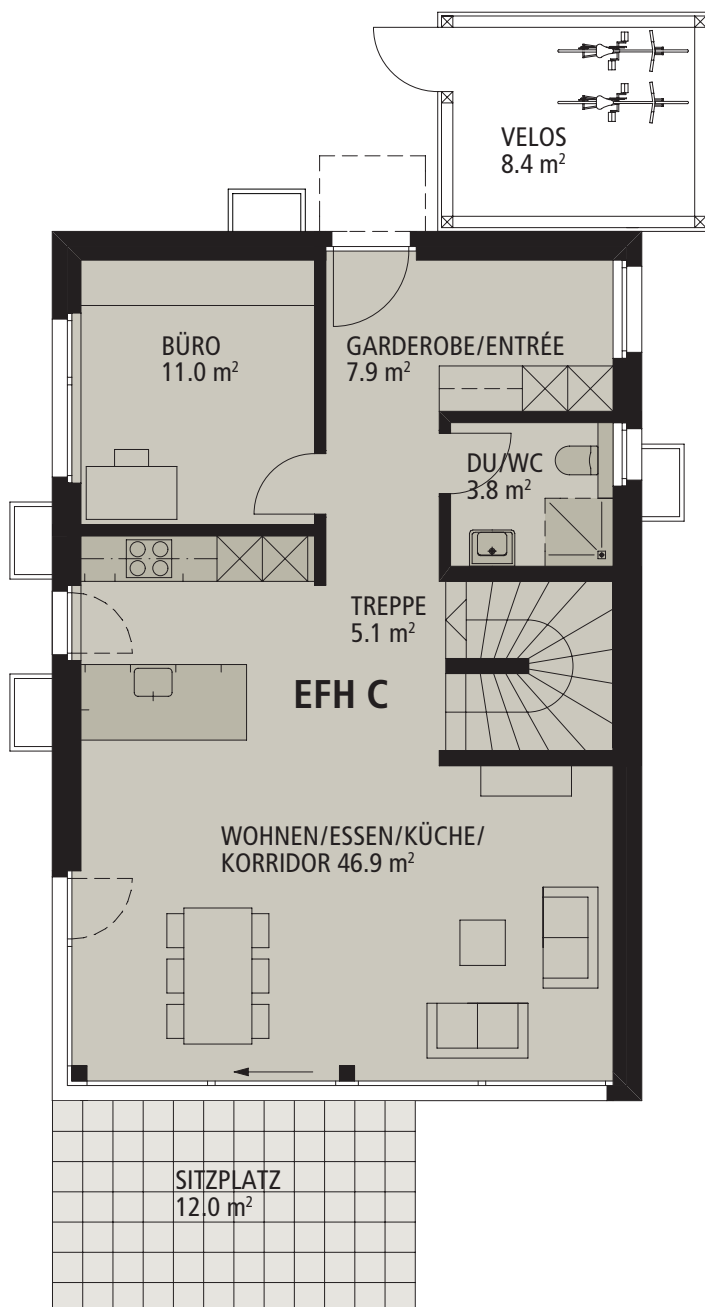 VELOS
8.4 m²
BÜRO
11.0 m²
GARDEROBE/ENTRÉE
7.9 m²
DU/WC
3.8 m²
TREPPE
5.1 m²
EFH C
WOHNEN/ESSEN/KÜCHE/
KORRIDOR 46.9 m²
SITZPLATZ
12.0 m²